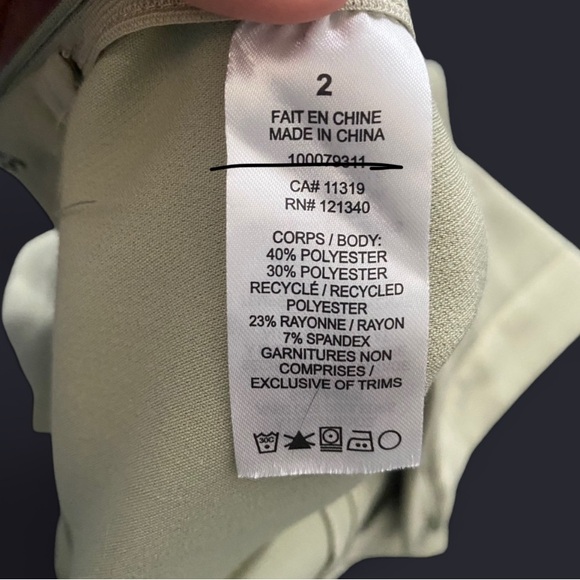 2
FAIT EN CHINE
MADE IN CHINA
100079311
CA# 11319
RN# 121340
CORPS / BODY:
40% POLYESTER
30% POLYESTER
RECYCLÉ / RECYCLED
POLYESTER
23% RAYONNE / RAYON
7% SPANDEX
GARNITURES NON
COMPRISES /
EXCLUSIVE OF TRIMS
30C